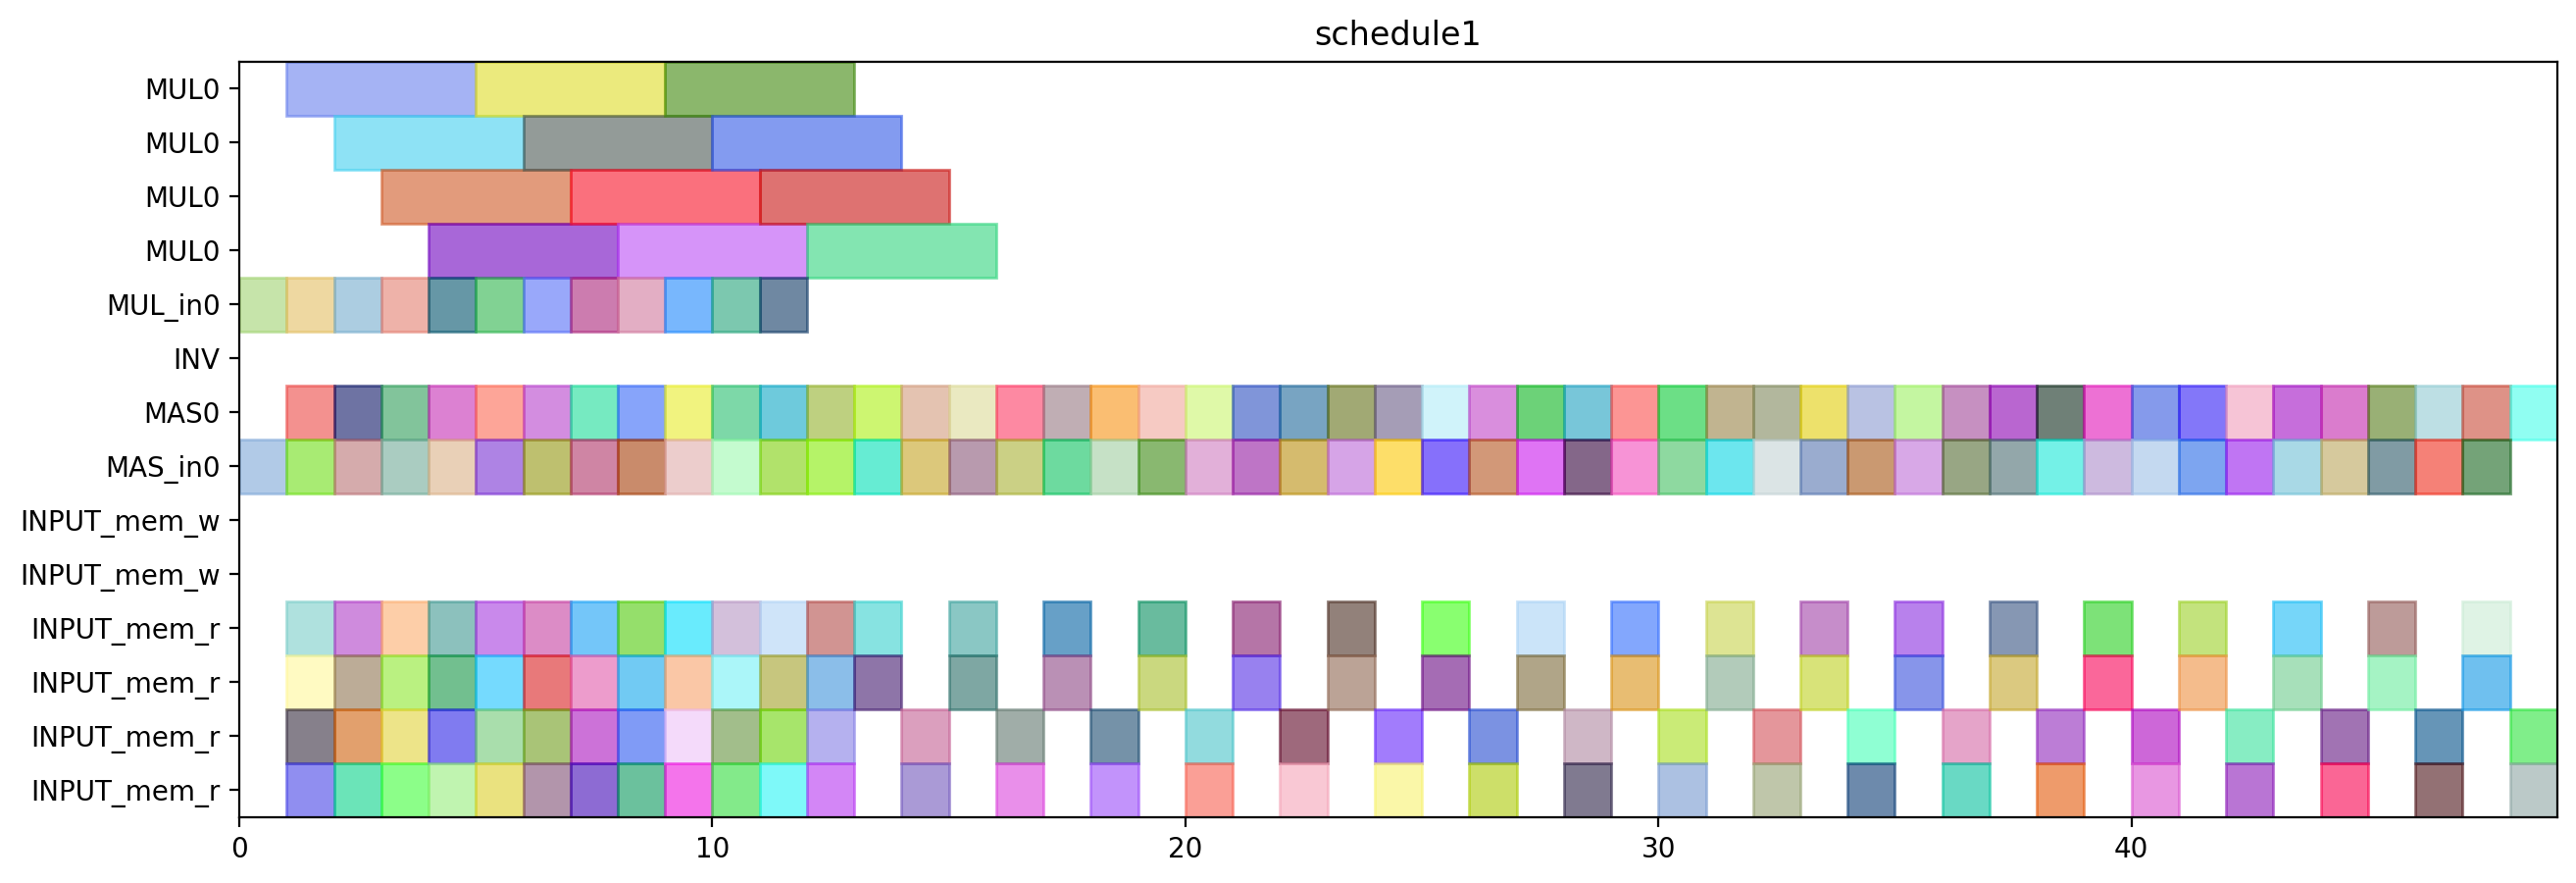 schedule1
MUL0
MUL0
MUL0
MUL0
MUL_in0
INV
MAS0
MAS_in0
INPUT_mem_w
INPUT_mem_w
INPUT_mem_r
INPUT_mem_r
INPUT_mem_r
INPUT_mem_r
0 10 20 30 40